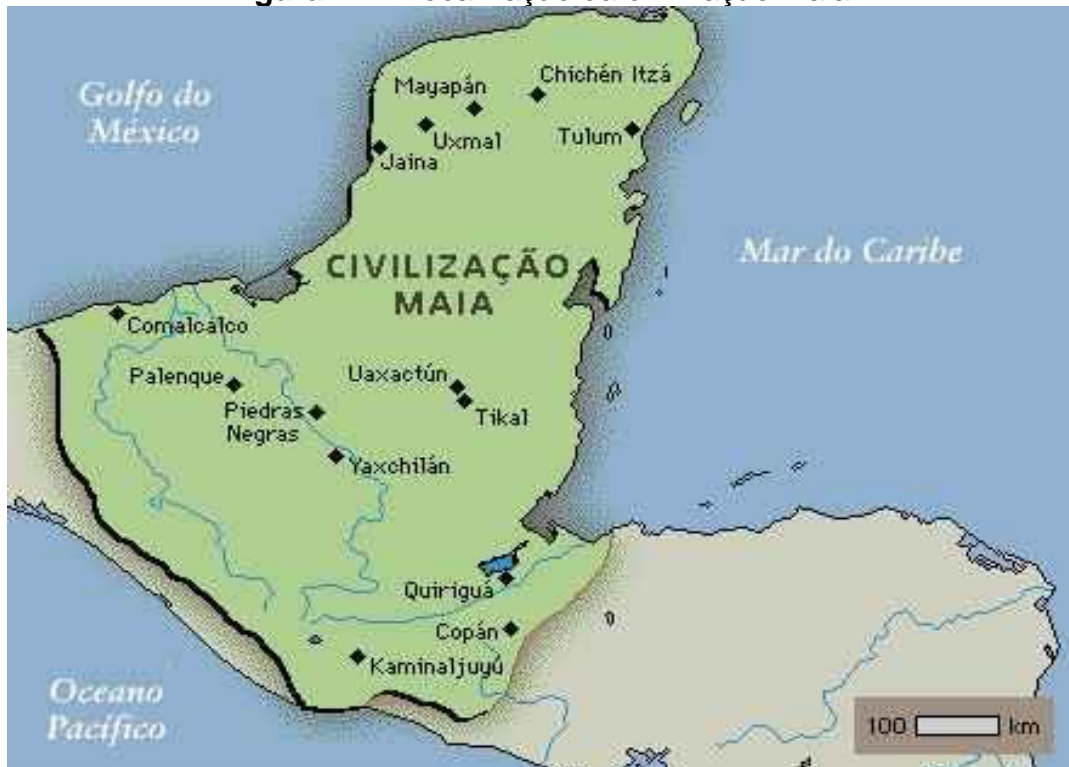 Golfo do
México
Mayapán
Chichén Itzá
Uxmal
Tulum
Jaina
CIVILIZAÇÃO
MAIA
Mar do Caribe
Comalcalco
Palenque
Uaxactún
Piedras
Negras
Tikal
Yaxchilán
Quiriguá
Copán
Kaminaljuyú
Oceano
Pacífico
100 km